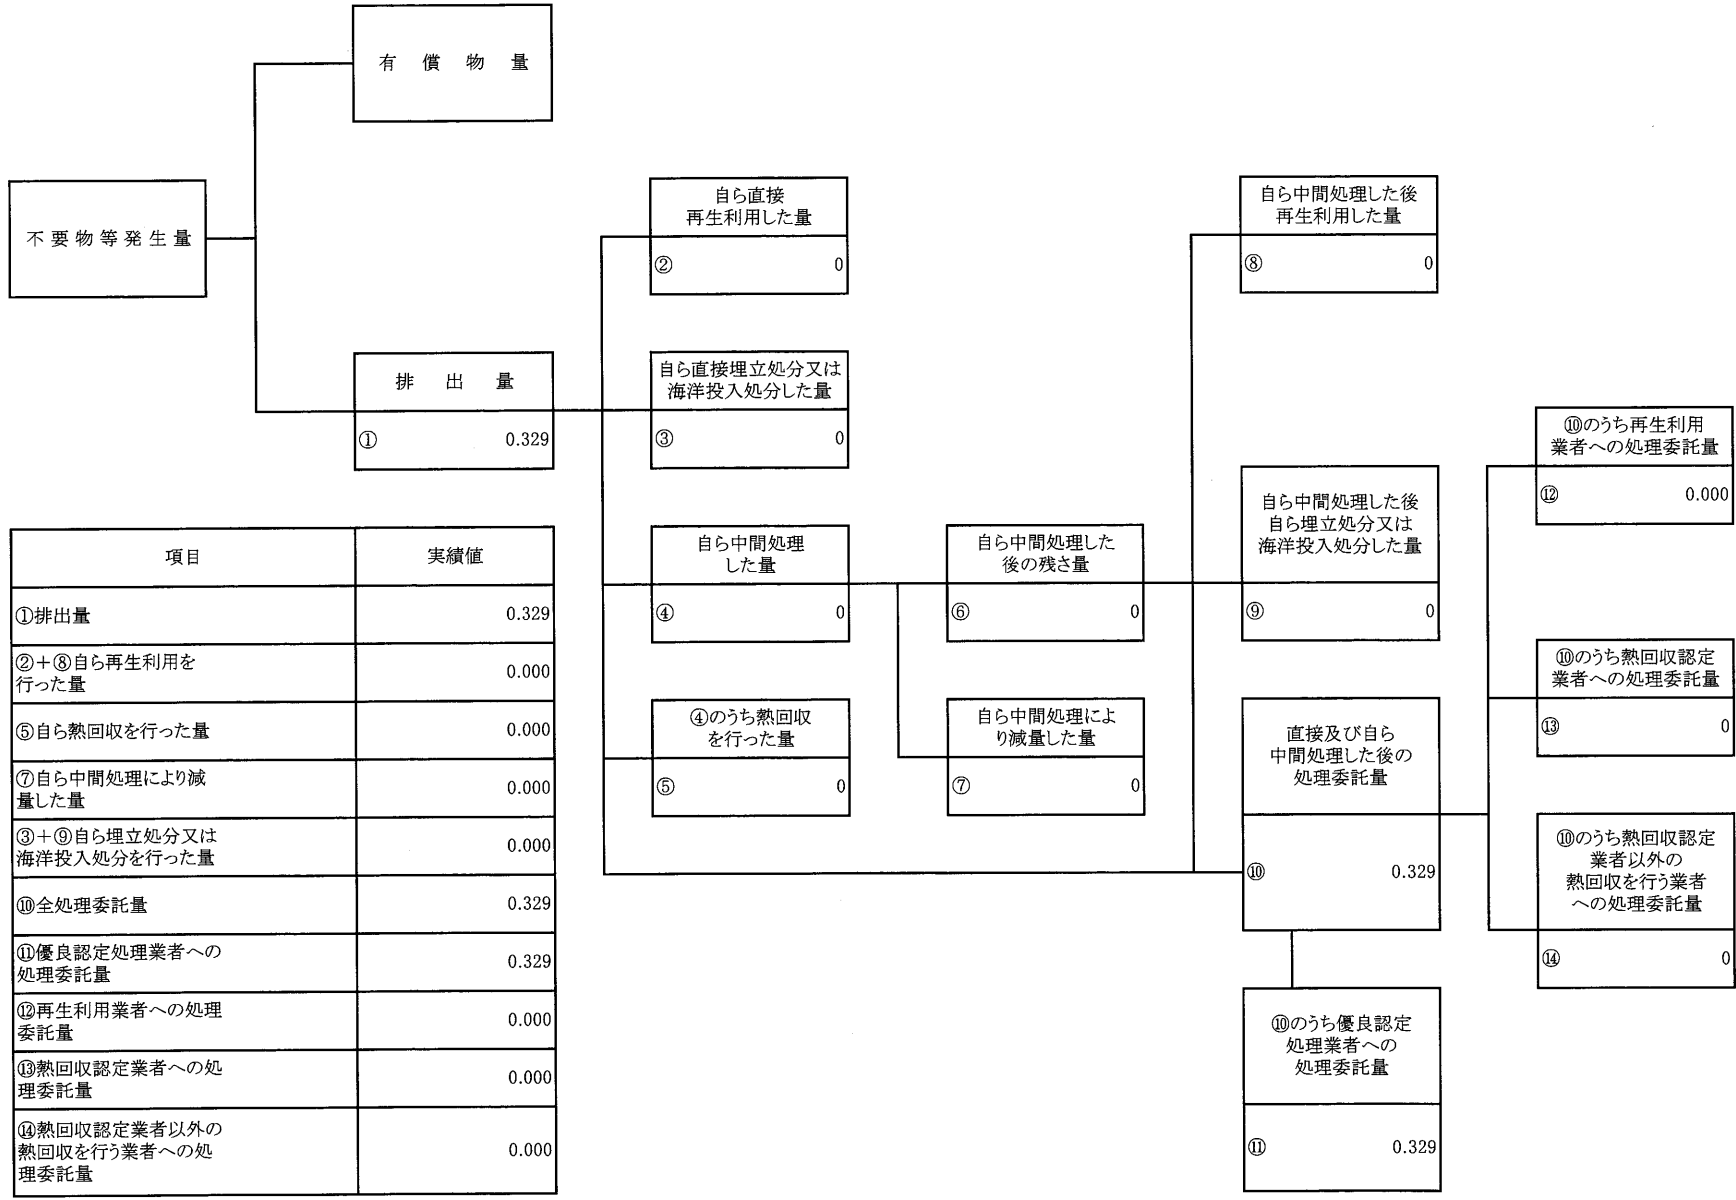 有償物量
不要物等発生量
排出量
① 0.329
自ら直接
再生利用した量
② 0
自ら直接埋立処分又は
海洋投入処分した量
③ 0
自ら中間処理
した量
④ 0
④のうち熱回収
を行った量
⑤ 0
自ら中間処理した
後の残さ量
⑥ 0
自ら中間処理によ
り減量した量
⑦ 0
自ら中間処理した後
再生利用した量
⑧ 0
自ら中間処理した後
自ら埋立処分又は
海洋投入処分した量
⑨ 0
直接及び自ら
中間処理した後の
処理委託量
⑩ 0.329
⑩のうち優良認定
処理業者への
処理委託量
⑪ 0.329
⑩のうち再生利用
業者への処理委託量
⑫ 0.000
⑩のうち熱回収認定
業者への処理委託量
⑬ 0
⑩のうち熱回収認定
業者以外の
熱回収を行う業者
への処理委託量
⑭ 0
項目 実績値
①排出量 0.329
②+⑧自ら再生利用を
行った量 0.000
⑤自ら熱回収を行った量 0.000
⑦自ら中間処理により減
量した量 0.000
③+⑨自ら埋立処分又は
海洋投入処分を行った量 0.000
⑩全処理委託量 0.329
⑪優良認定処理業者への
処理委託量 0.329
⑫再生利用業者への処理
委託量 0.000
⑬熱回収認定業者への処
理委託量 0.000
⑭熱回収認定業者以外の
熱回収を行う業者への処
理委託量 0.000